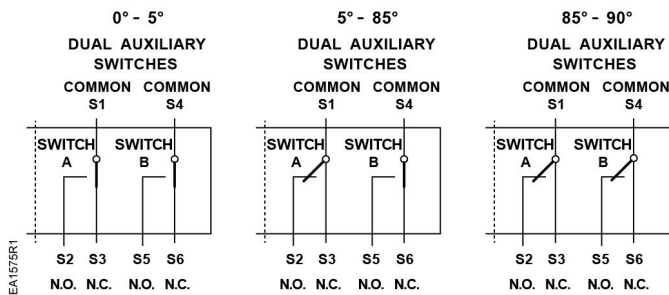 0° - 5°
DUAL AUXILIARY
SWITCHES
COMMON COMMON
S1 S4
SWITCH A
SWITCH B
S2 S3 S5 S6
N.O. N.C. N.O. N.C.
5° - 85°
DUAL AUXILIARY
SWITCHES
COMMON COMMON
S1 S4
SWITCH A
SWITCH B
S2 S3 S5 S6
N.O. N.C. N.O. N.C.
85° - 90°
DUAL AUXILIARY
SWITCHES
COMMON COMMON
S1 S4
SWITCH A
SWITCH B
S2 S3 S5 S6
N.O. N.C. N.O. N.C.
EA1575R1